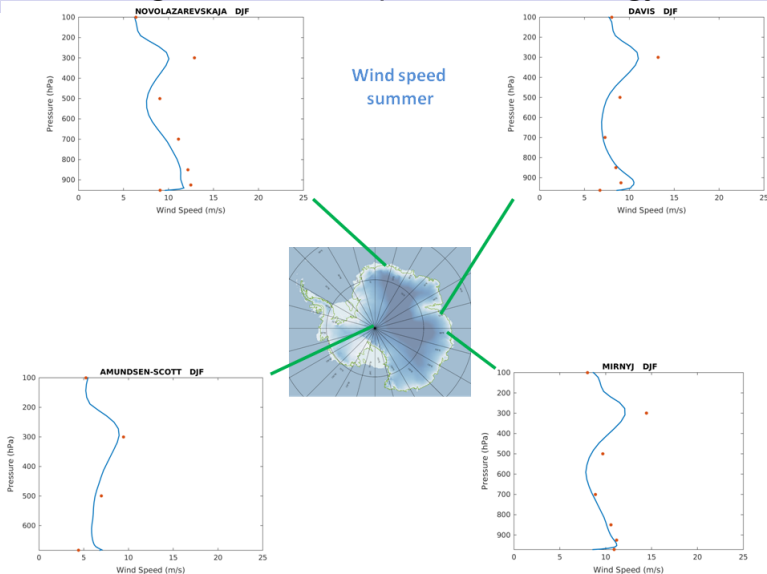 NOVOLAZAREVSKAJA DJF
100
200
300
400
500
600
700
800
900
Pressure (hPa)
0 5 10 15 20 25
Wind Speed (m/s)
Wind speed
summer
DAVIS DJF
100
200
300
400
500
600
700
800
900
Pressure (hPa)
0 5 10 15 20 25
Wind Speed (m/s)
AMUNDSEN-SCOTT DJF
100
200
300
400
500
600
Pressure (hPa)
0 5 10 15 20 25
Wind Speed (m/s)
MIRNYJ DJF
100
200
300
400
500
600
700
800
900
Pressure (hPa)
0 5 10 15 20 25
Wind Speed (m/s)